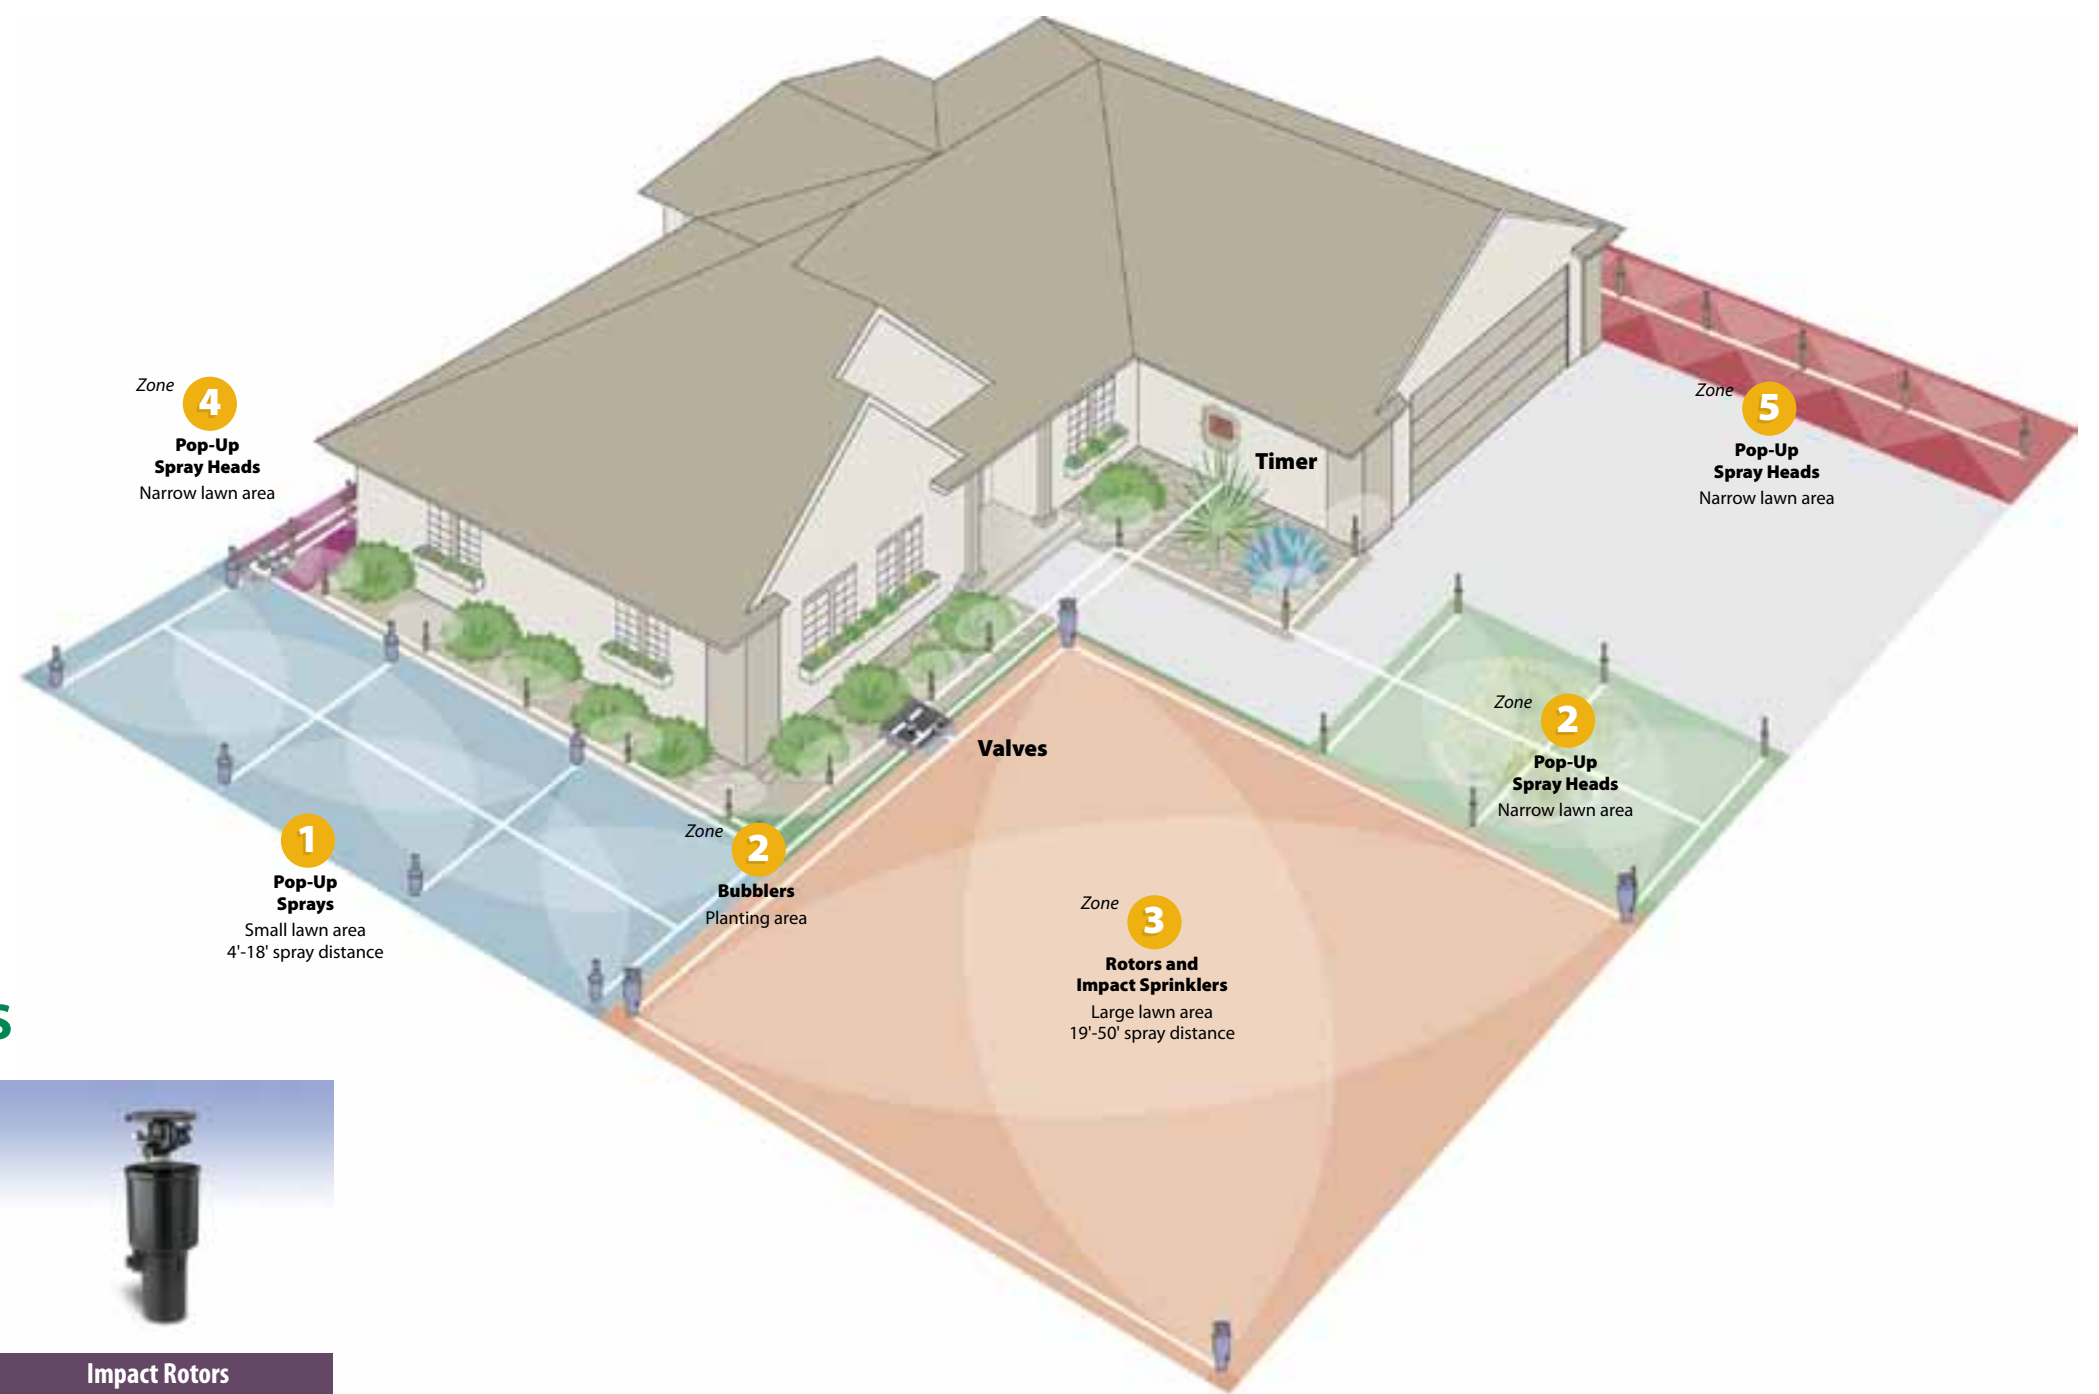 Zone
4
Pop-Up
Spray Heads
Narrow lawn area
Zone
5
Pop-Up
Spray Heads
Narrow lawn area
Timer
Valves
Zone
2
Pop-Up
Spray Heads
Narrow lawn area
Zone
1
Pop-Up
Sprays
Small lawn area
4'-18' spray distance
Zone
2
Bubblers
Planting area
Zone
3
Rotors and
Impact Sprinklers
Large lawn area
19'-50' spray distance
S
Impact Rotors